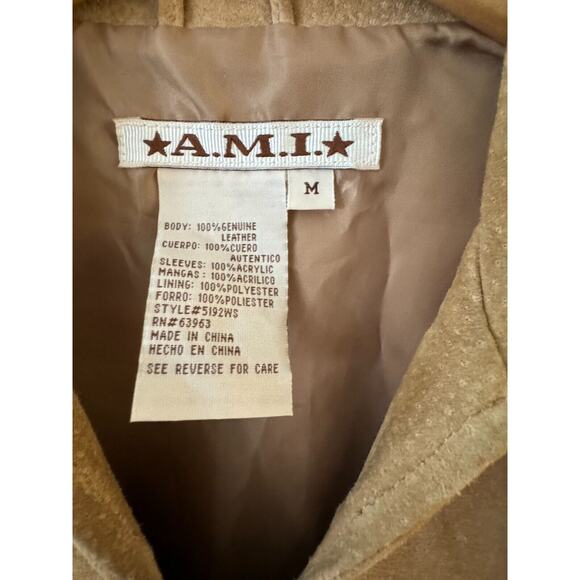 ★A.M.I.★
M
BODY: 100%GENUINE
LEATHER
CUERPO: 100%CUERO
AUTENTICO
SLEEVES: 100%ACRYLIC
MANGAS: 100%ACRILICO
LINING: 100%POLYESTER
FORRO: 100%POLIESTER
STYLE#5192WS
RN#63963
MADE IN CHINA
HECHO EN CHINA
SEE REVERSE FOR CARE